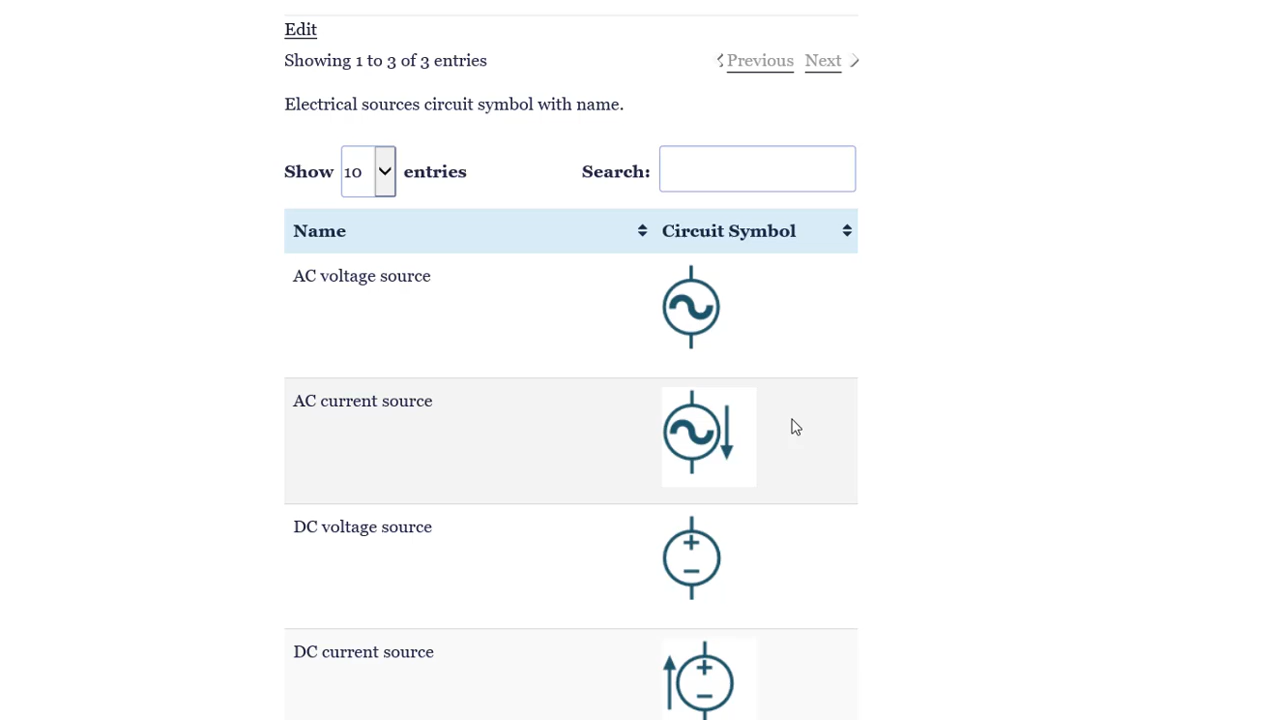 Edit
Showing 1 to 3 of 3 entries
Previous Next
Electrical sources circuit symbol with name.
Show 10 entries Search:
Name Circuit Symbol
AC voltage source
AC current source
DC voltage source
+
−
DC current source
+
−